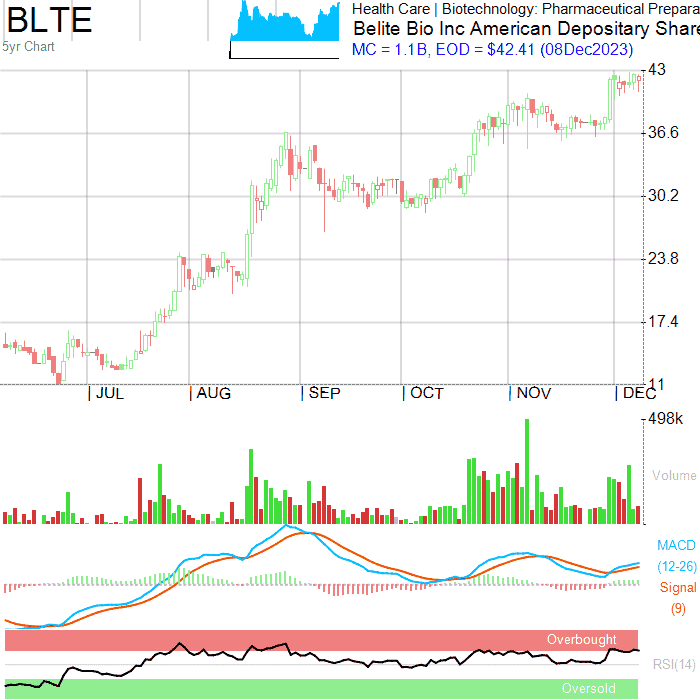 BLTE
5yr Chart
Health Care | Biotechnology: Pharmaceutical Prepara
Belite Bio Inc American Depositary Share
MC = 1.1B, EOD = $42.41 (08Dec2023)
43
36.6
30.2
23.8
17.4
11
JUL AUG SEP OCT NOV DEC
498k
Volume
MACD
(12-26)
Signal
(9)
Overbought
RSI(14)
Oversold